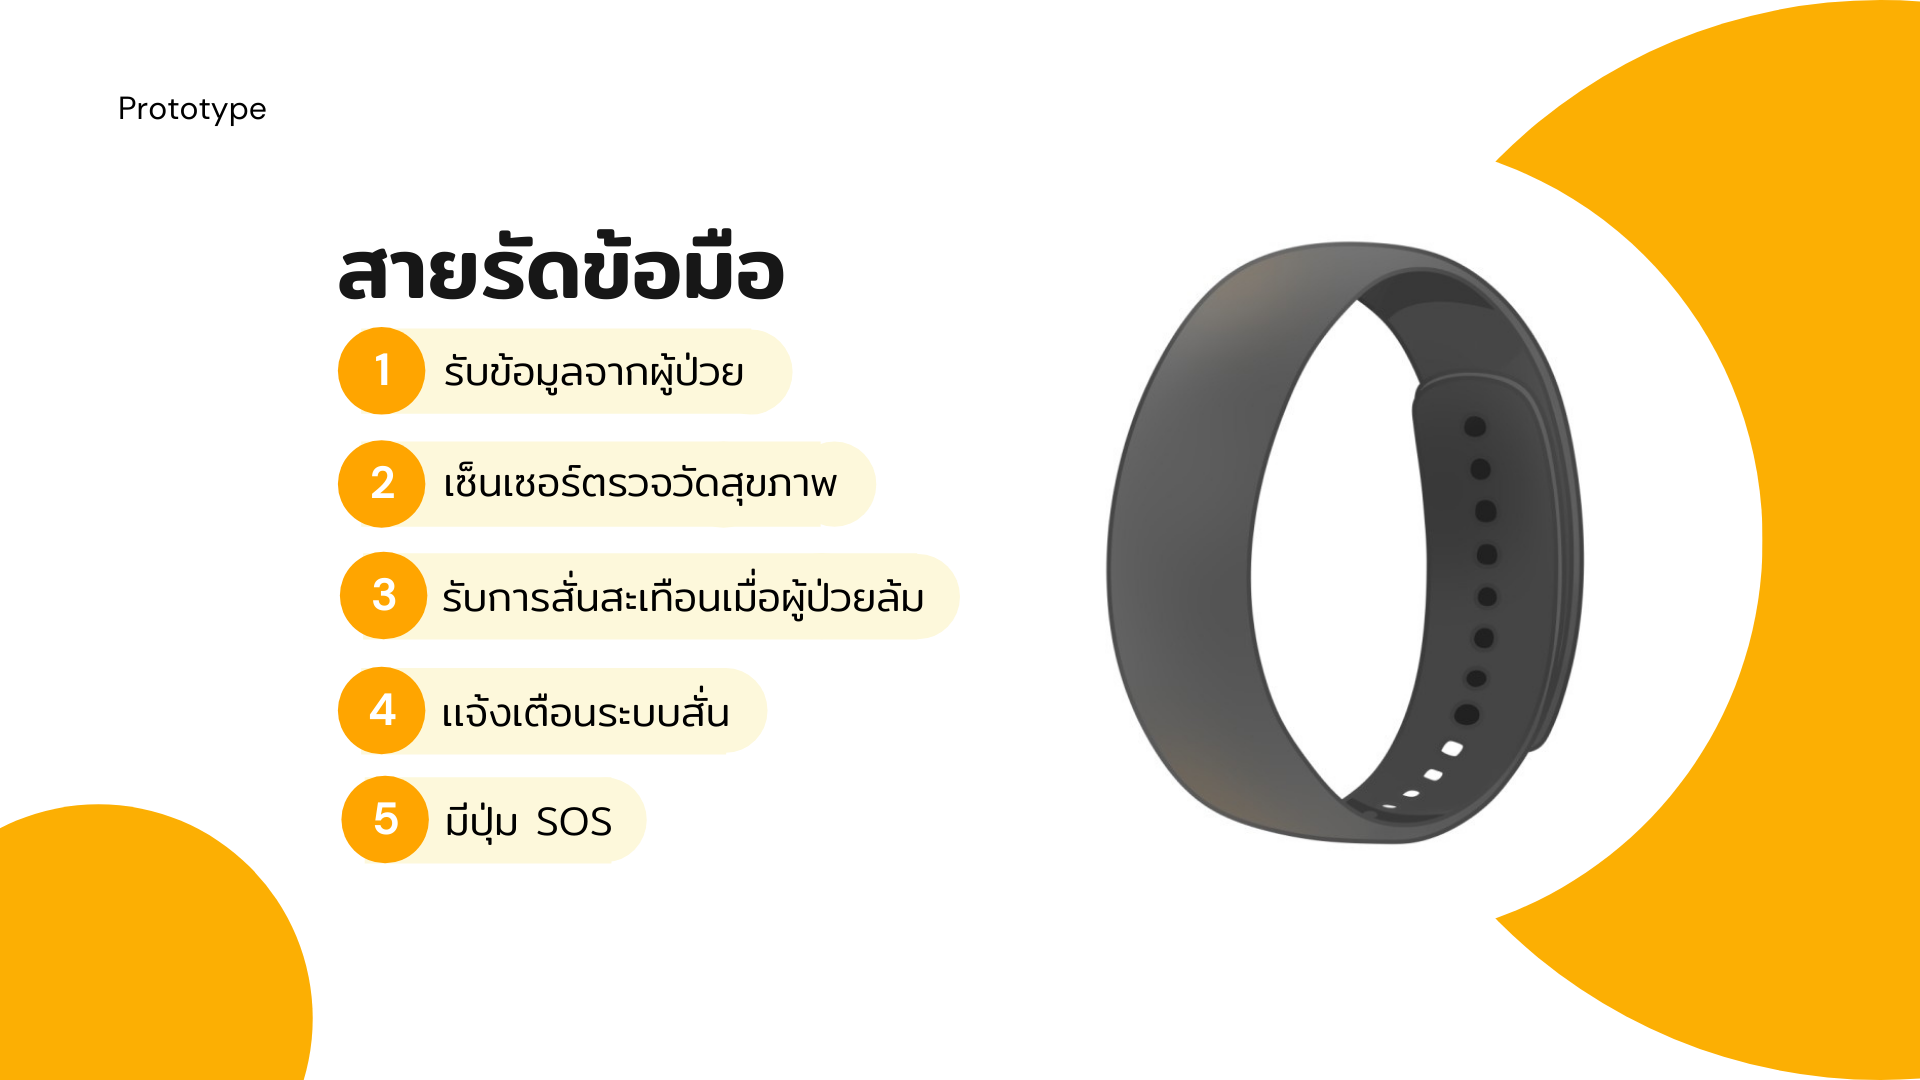 Prototype
สายรัดข้อมือ
1 รับข้อมูลจากผู้ป่วย
2 เซ็นเซอร์ตรวจวัดสุขภาพ
3 รับการสั่นสะเทือนเมื่อผู้ป่วยล้ม
4 แจ้งเตือนระบบสั่น
5 มีปุ่ม SOS